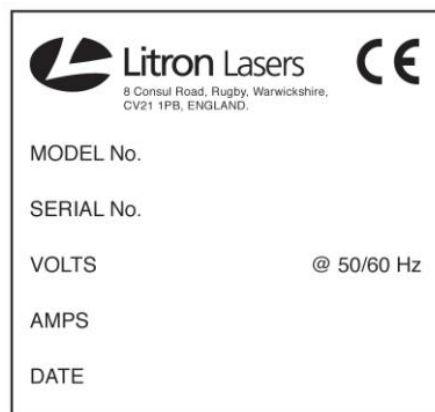 Litron Lasers CE
8 Consul Road, Rugby, Warwickshire,
CV21 1PB, ENGLAND.
MODEL No.
SERIAL No.
VOLTS @ 50/60 Hz
AMPS
DATE